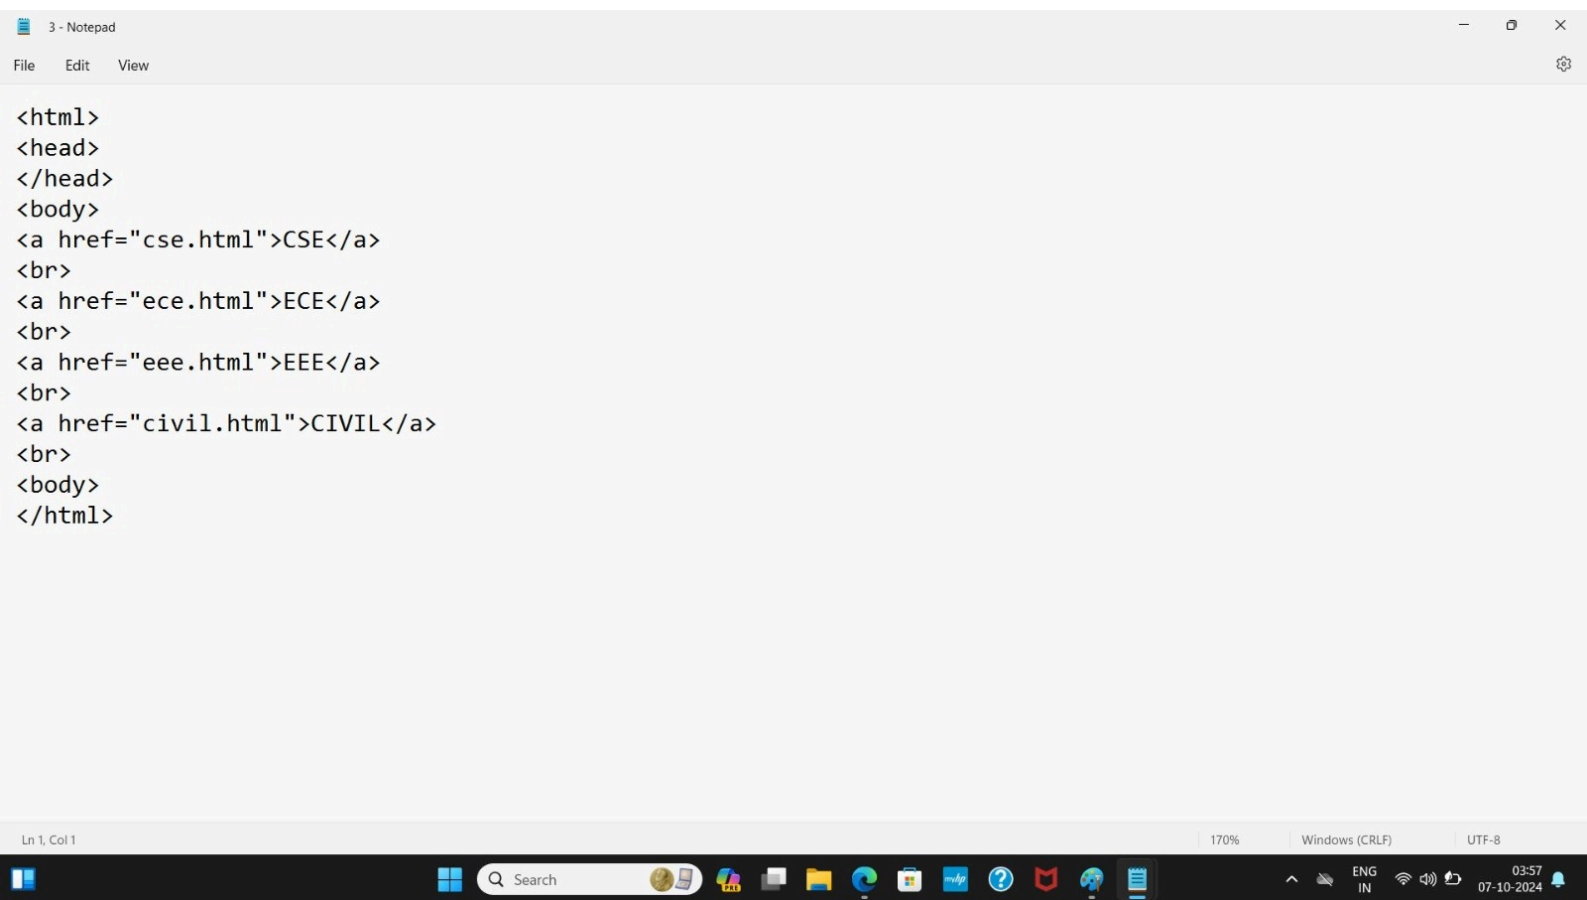 3 - Notepad
File Edit View
<html>
<head>
</head>
<body>
<a href="cse.html">CSE</a>
<br>
<a href="ece.html">ECE</a>
<br>
<a href="eee.html">EEE</a>
<br>
<a href="civil.html">CIVIL</a>
<br>
<body>
</html>
Ln 1, Col 1 170% Windows (CRLF) UTF-8
Search PRE myhp ? ENG 03:57
IN 07-10-2024